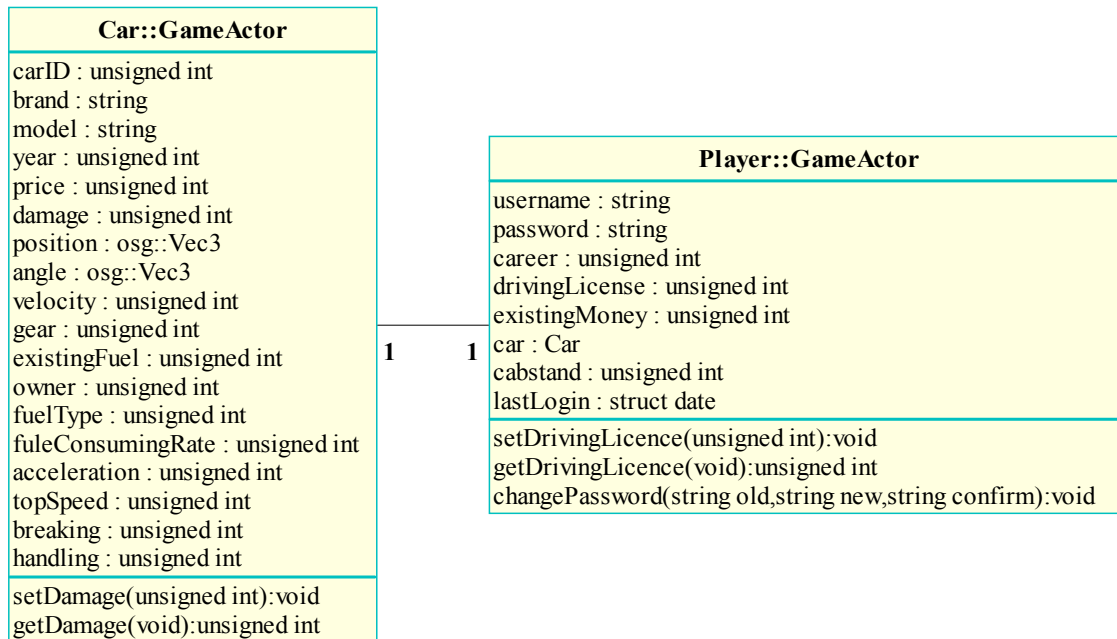 Car::GameActor
carID : unsigned int
brand : string
model : string
year : unsigned int
price : unsigned int
damage : unsigned int
position : osg::Vec3
angle : osg::Vec3
velocity : unsigned int
gear : unsigned int
existingFuel : unsigned int
owner : unsigned int
fuelType : unsigned int
fuleConsumingRate : unsigned int
acceleration : unsigned int
topSpeed : unsigned int
breaking : unsigned int
handling : unsigned int
setDamage(unsigned int):void
getDamage(void):unsigned int
1
1
Player::GameActor
username : string
password : string
career : unsigned int
drivingLicense : unsigned int
existingMoney : unsigned int
car : Car
cabstand : unsigned int
lastLogin : struct date
setDrivingLicence(unsigned int):void
getDrivingLicence(void):unsigned int
changePassword(string old,string new,string confirm):void